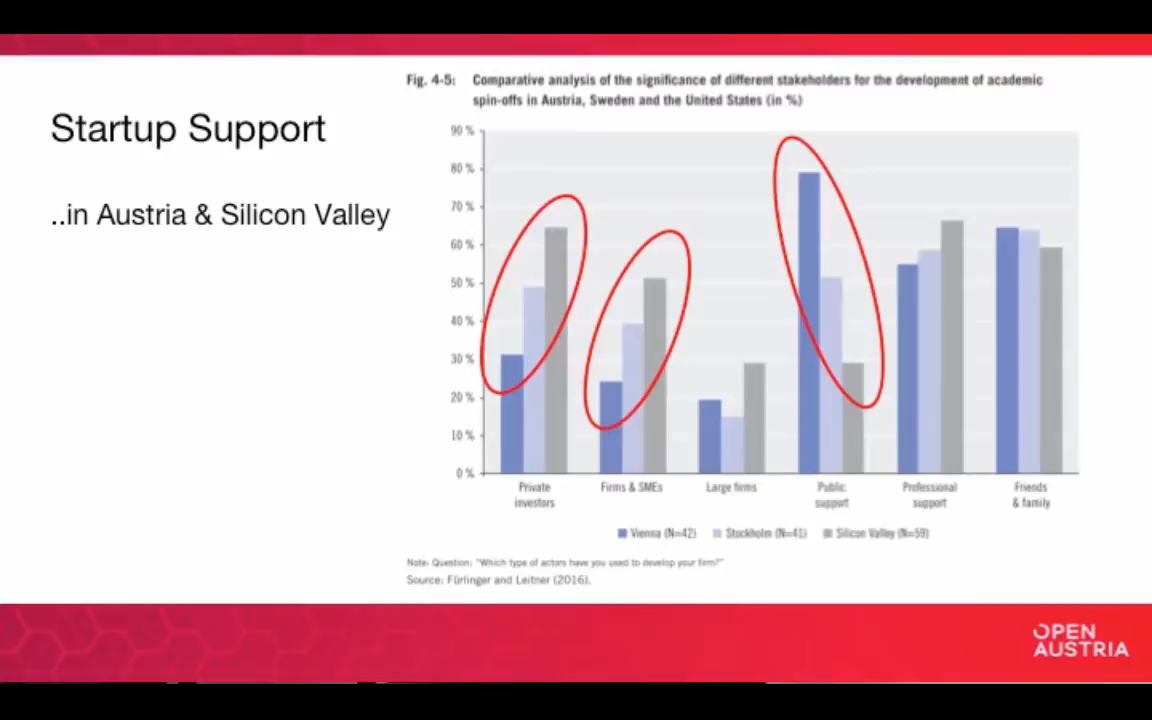 Fig. 4-5: Comparative analysis of the significance of different stakeholders for the development of academic
spin-offs in Austria, Sweden and the United States (in %)
Startup Support
..in Austria & Silicon Valley
90 %
80 %
70 %
60 %
50 %
40 %
30 %
20 %
10 %
0 %
Private investors
Firms & SMEs
Large firms
Public support
Professional support
Friends & family
Vienna (N=42) Stockholm (N=41) Silicon Valley (N=59)
Note: Question: "Which type of actors have you used to develop your firm?"
Source: Fürlinger and Leitner (2016).
OPEN
AUSTRIA